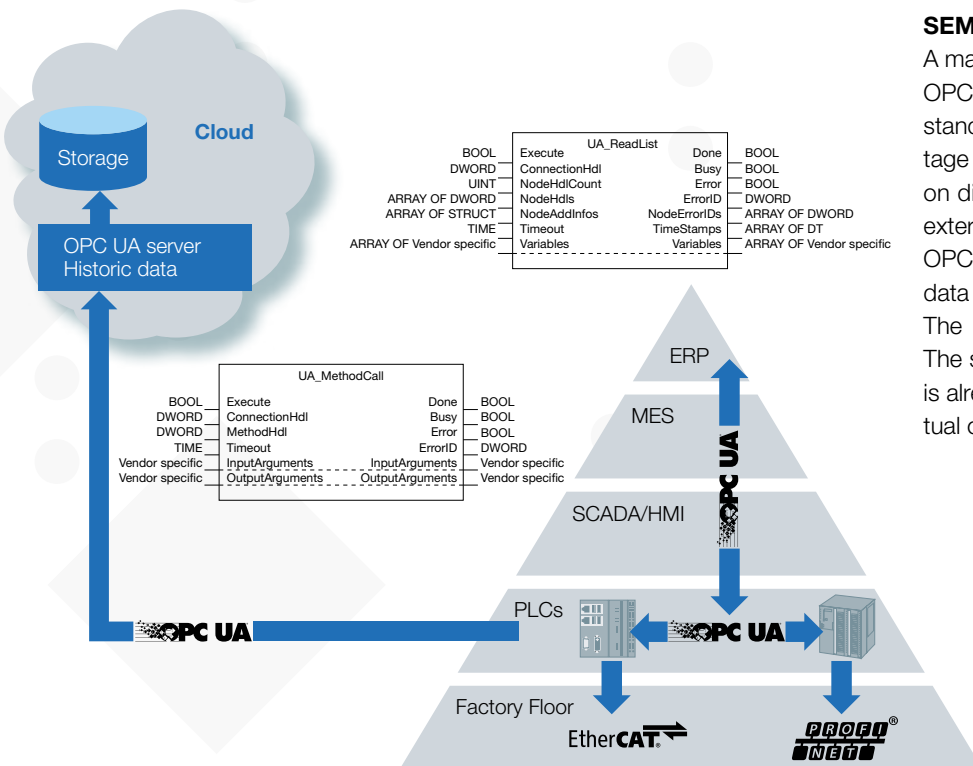 Cloud
Storage
OPC UA server
Historic data
UA_ReadList
BOOL Execute Done BOOL
DWORD ConnectionHdl Busy BOOL
UINT NodeHdlCount Error BOOL
ARRAY OF DWORD NodeHdls ErrorID DWORD
ARRAY OF STRUCT NodeAddInfos NodeErrorIDs ARRAY OF DWORD
TIME Timeout TimeStamps ARRAY OF DT
ARRAY OF Vendor specific Variables Variables ARRAY OF Vendor specific
UA_MethodCall
BOOL Execute Done BOOL
DWORD ConnectionHdl Busy BOOL
DWORD MethodHdl Error BOOL
TIME Timeout ErrorID DWORD
Vendor specific InputArguments InputArguments Vendor specific
Vendor specific OutputArguments OutputArguments Vendor specific
ERP
MES
OPC UA
SCADA/HMI
PLCs
OPC UA
OPC UA
Factory Floor
EtherCAT®
PROFI®
NET
SEM
A ma
OPC
stand
tage
on di
exter
OPC
data
The
The s
is alre
tual c